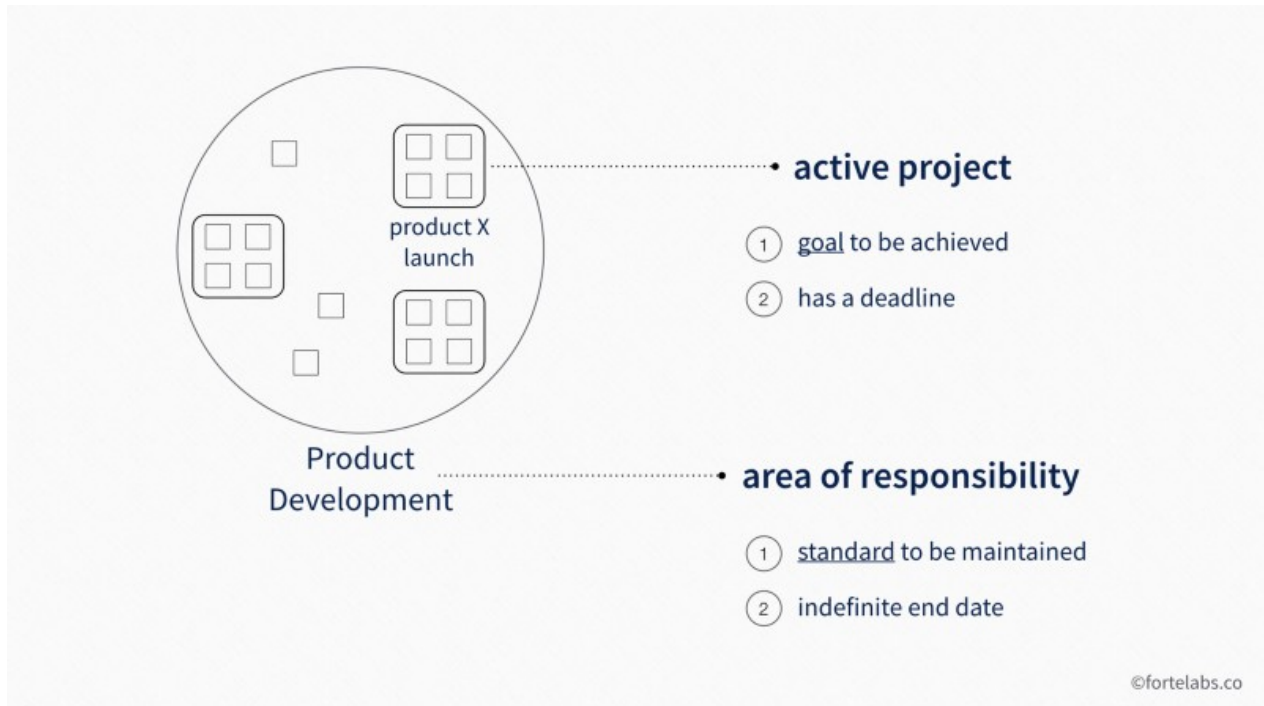 product X
launch
Product
Development
active project
1 goal to be achieved
2 has a deadline
area of responsibility
1 standard to be maintained
2 indefinite end date
©fortelabs.co